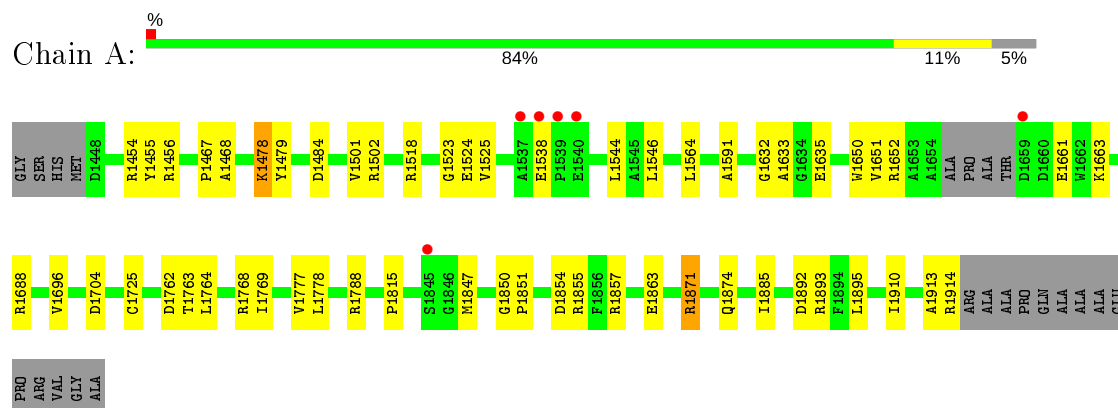 %
Chain A:
84% 11% 5%
GLY SER HIS MET D1448 R1454 Y1455 R1456 P1467 A1468 K1478 Y1479 D1484 V1501 R1502 R1518 G1523 E1524 V1525 A1537 E1538 P1539 E1540 L1544 A1545 L1546 L1564 A1591 G1632 A1633 G1634 E1635 W1650 V1651 R1652 A1653 A1654 ALA PRO ALA THR D1659 D1660 E1661 W1662 K1663
R1688 V1696 D1704 C1725 D1762 T1763 L1764 R1768 I1769 V1777 L1778 R1788 P1815 S1845 G1846 M1847 G1850 P1851 D1854 R1855 F1856 R1857 E1863 R1871 Q1874 I1885 D1892 R1893 F1894 L1895 I1910 A1913 R1914 ARG ALA ALA PRO GLN ALA ALA ALA GLU
PRO ARG VAL GLY ALA